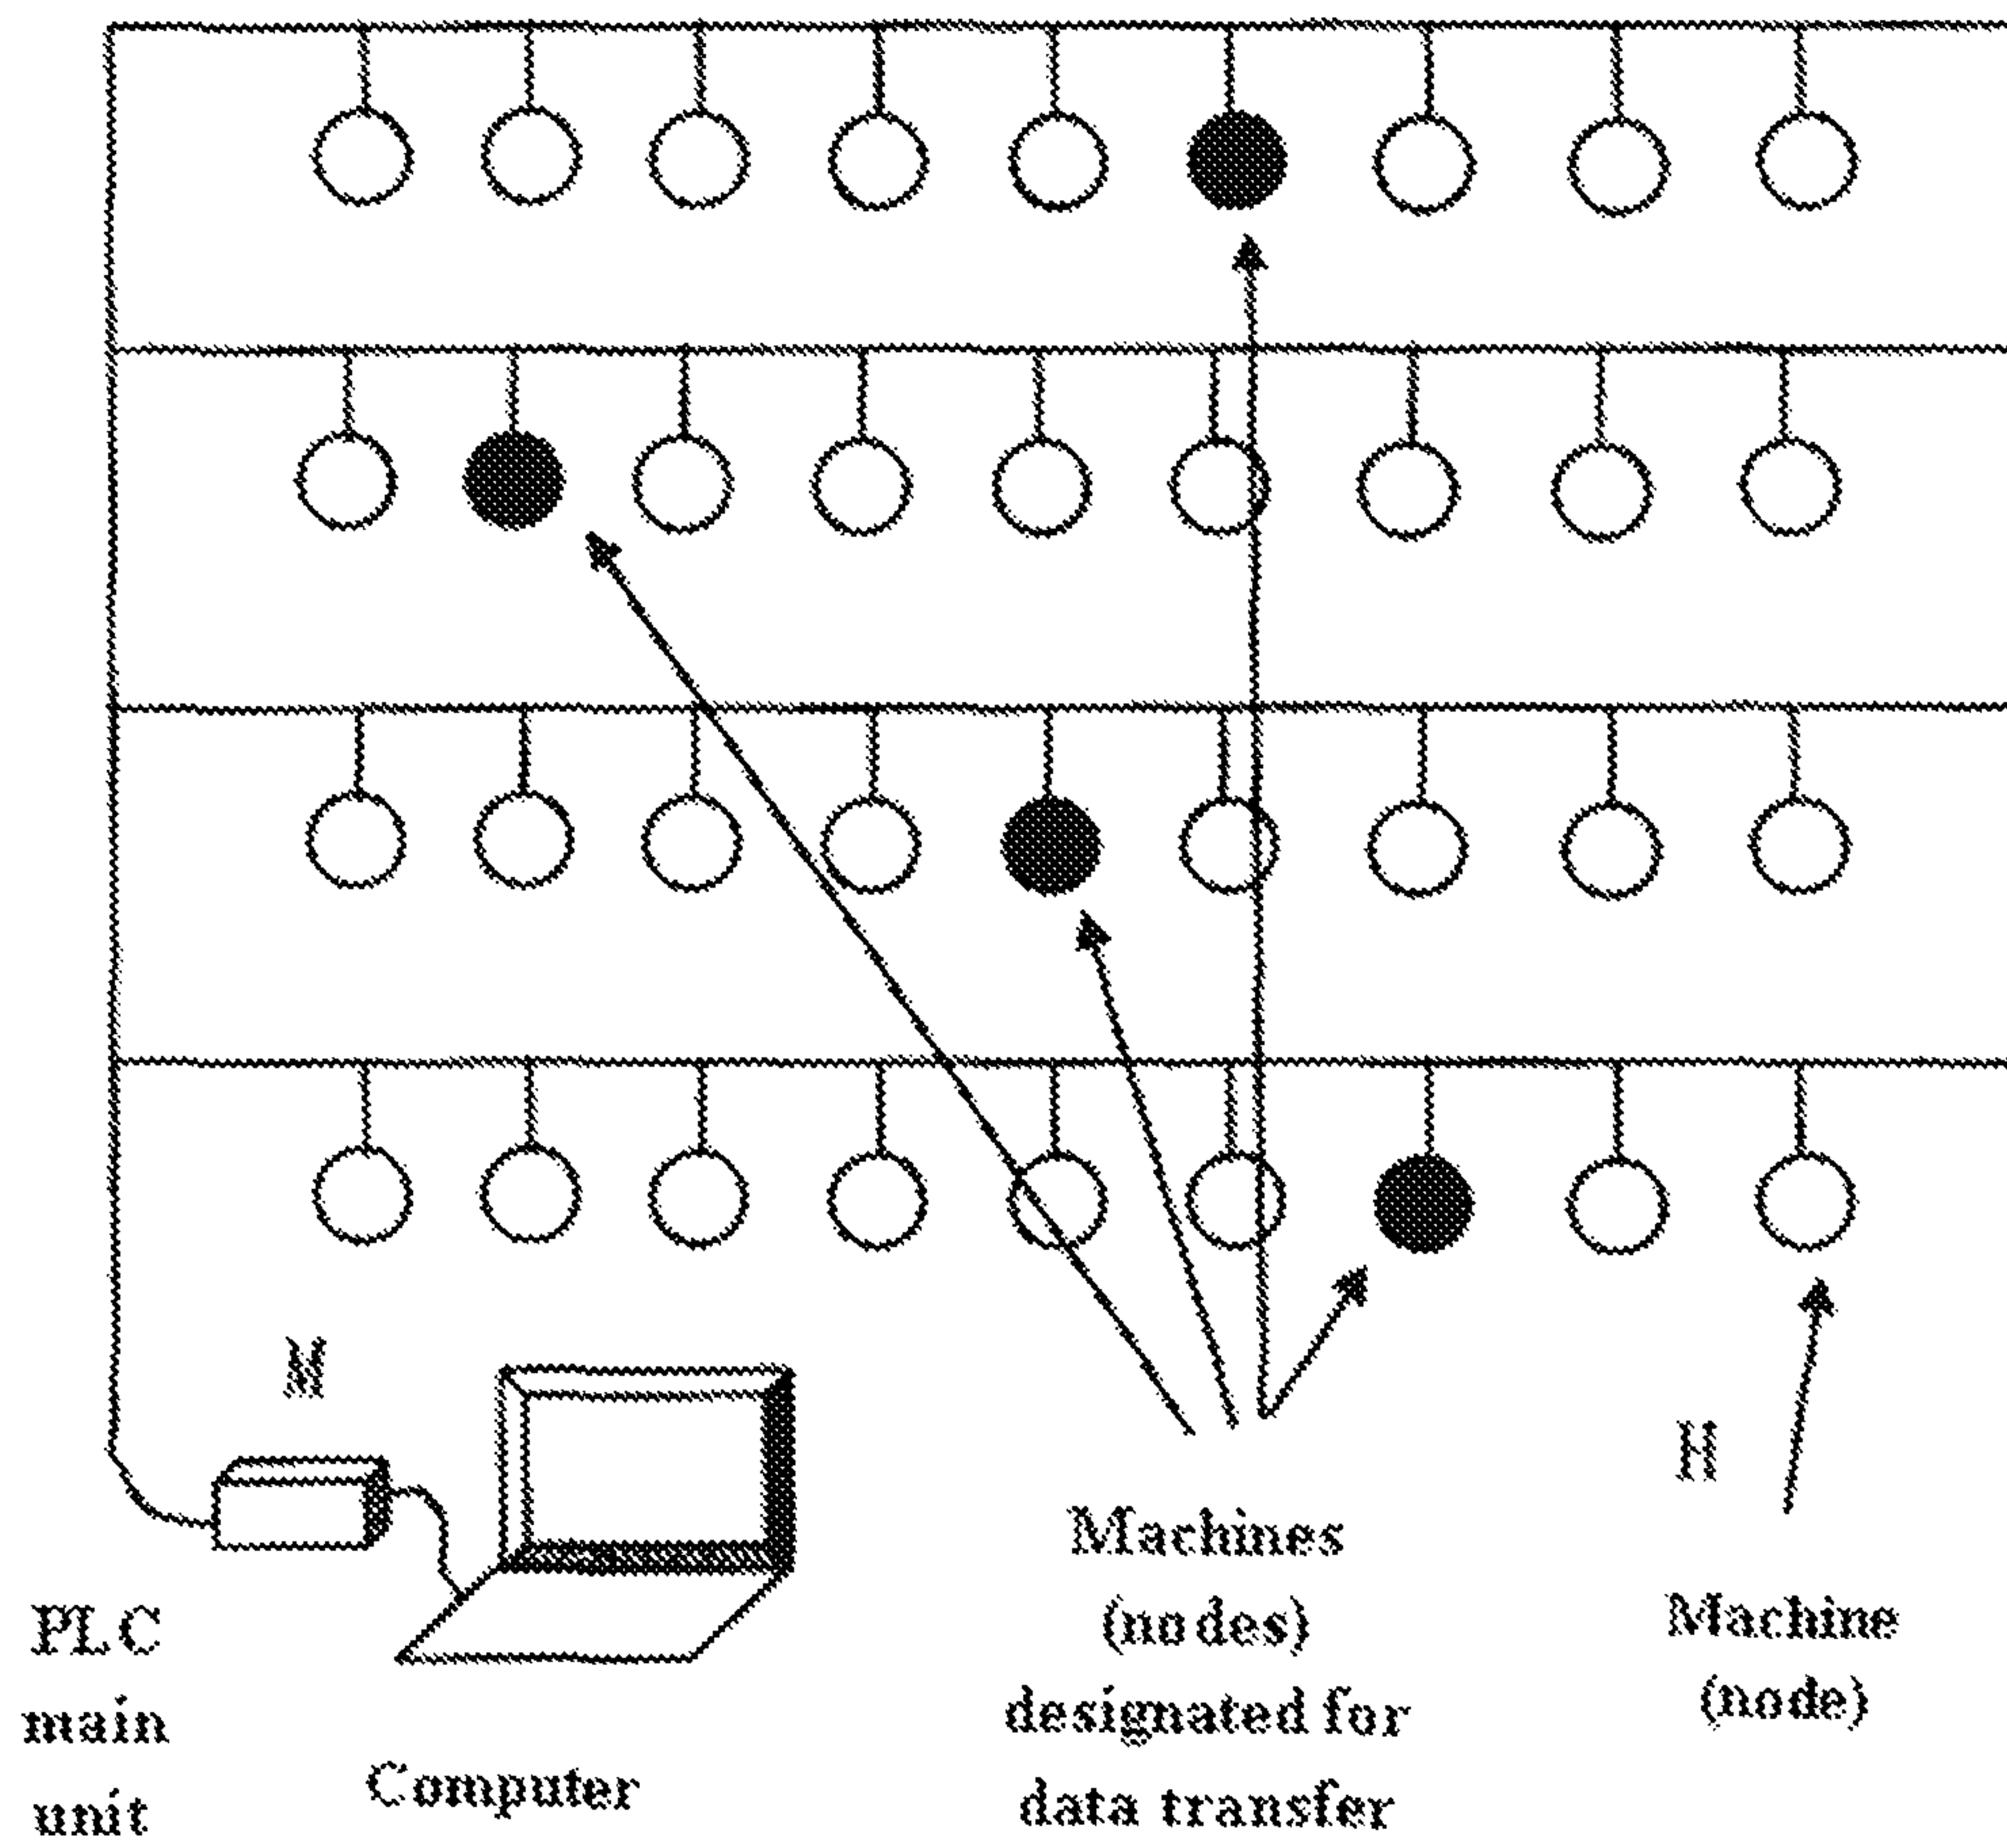 M
H
PLC
main
unit
Computer
Machines
(nodes)
designated for
data transfer
Machine
(node)